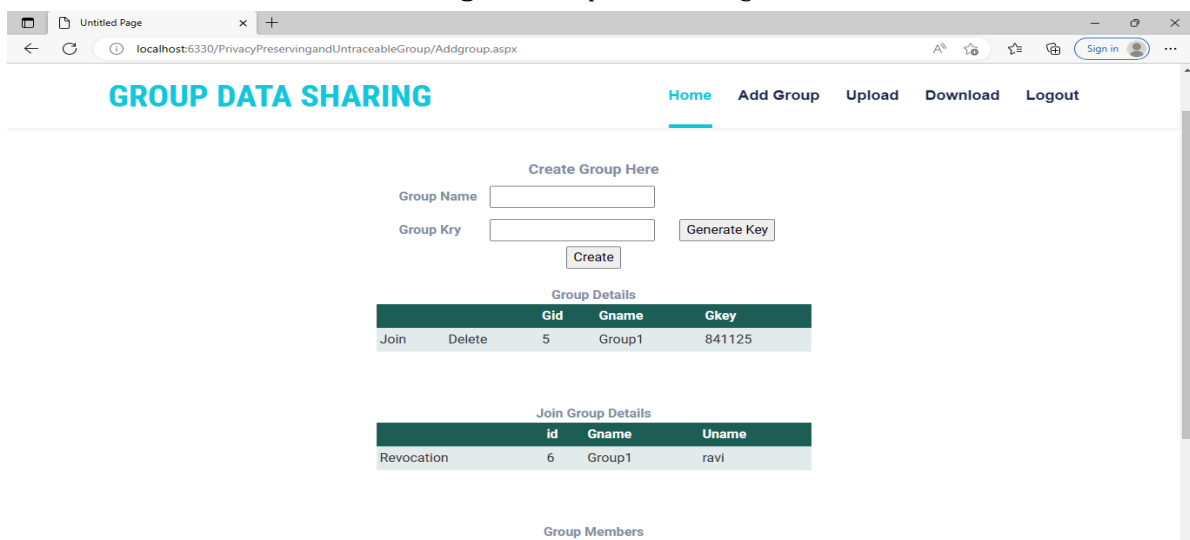 Untitled Page
localhost:6330/PrivacyPreservingandUntraceableGroup/Addgroup.aspx
Sign in
GROUP DATA SHARING Home Add Group Upload Download Logout
Create Group Here
Group Name
Group Kry Generate Key
Create
Group Details
Gid Gname Gkey
Join Delete 5 Group1 841125
Join Group Details
id Gname Uname
Revocation 6 Group1 ravi
Group Members